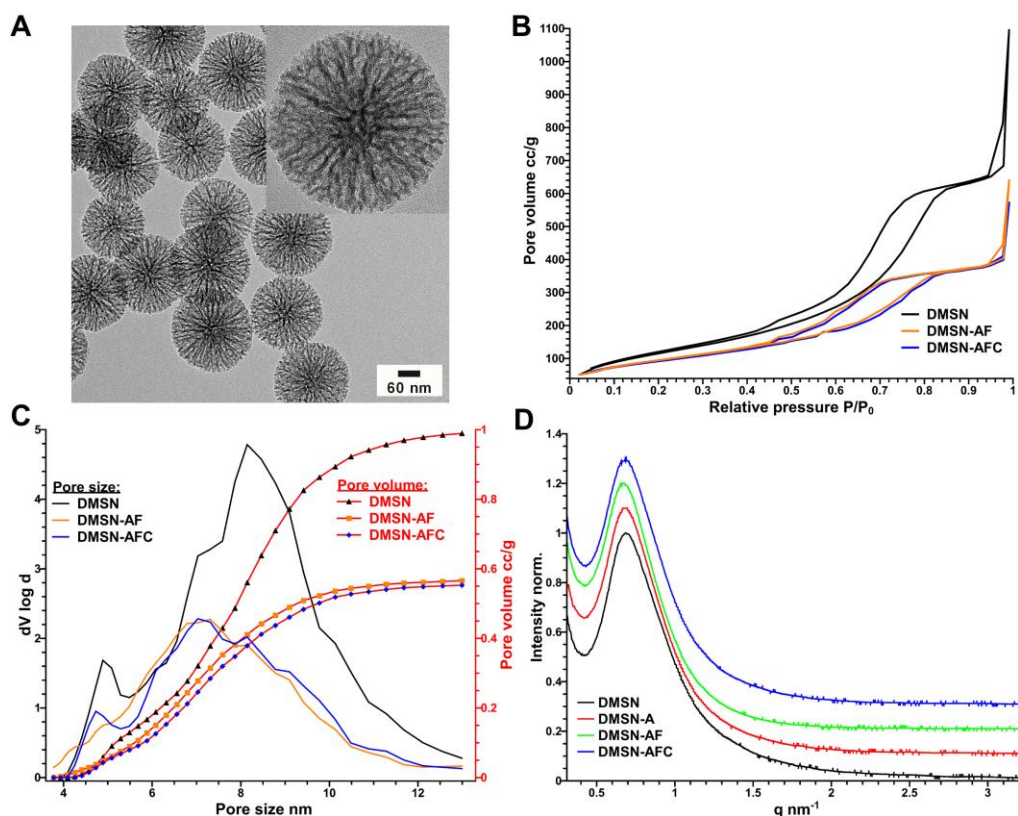 A
60 nm
B
Pore volume cc/g
1100
1000
900
800
700
600
500
400
300
200
100
0 0.1 0.2 0.3 0.4 0.5 0.6 0.7 0.8 0.9 1
Relative pressure P/P₀
DMSN
DMSN-AF
DMSN-AFC
C
dV log d
5
4
3
2
1
0
Pore size:
DMSN
DMSN-AF
DMSN-AFC
Pore volume:
DMSN
DMSN-AF
DMSN-AFC
1
0.8
0.6
0.4
0.2
0
Pore volume cc/g
4 6 8 10 12
Pore size nm
D
Intensity norm.
1.4
1.2
1
0.8
0.6
0.4
0.2
0
DMSN
DMSN-A
DMSN-AF
DMSN-AFC
0.5 1 1.5 2 2.5 3
q nm⁻¹